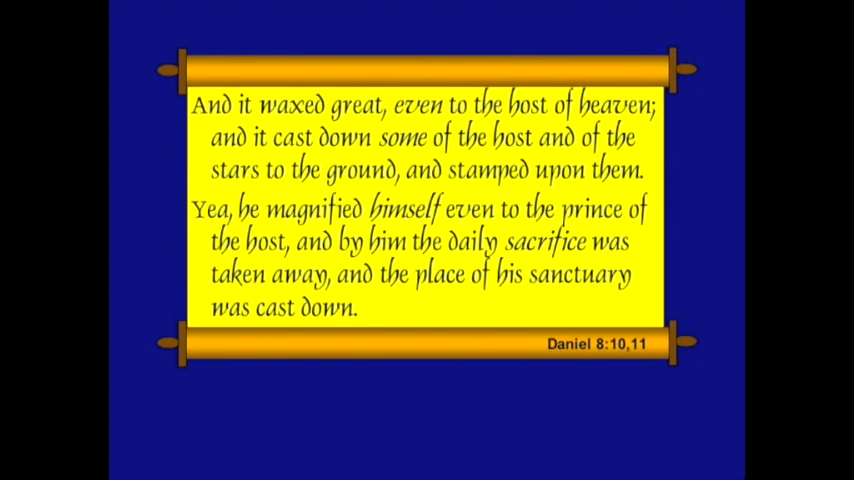 And it waxed great, even to the host of heaven;
and it cast down some of the host and of the
stars to the ground, and stamped upon them.
Yea, he magnified himself even to the prince of
the host, and by him the daily sacrifice was
taken away, and the place of his sanctuary
was cast down.
Daniel 8:10,11